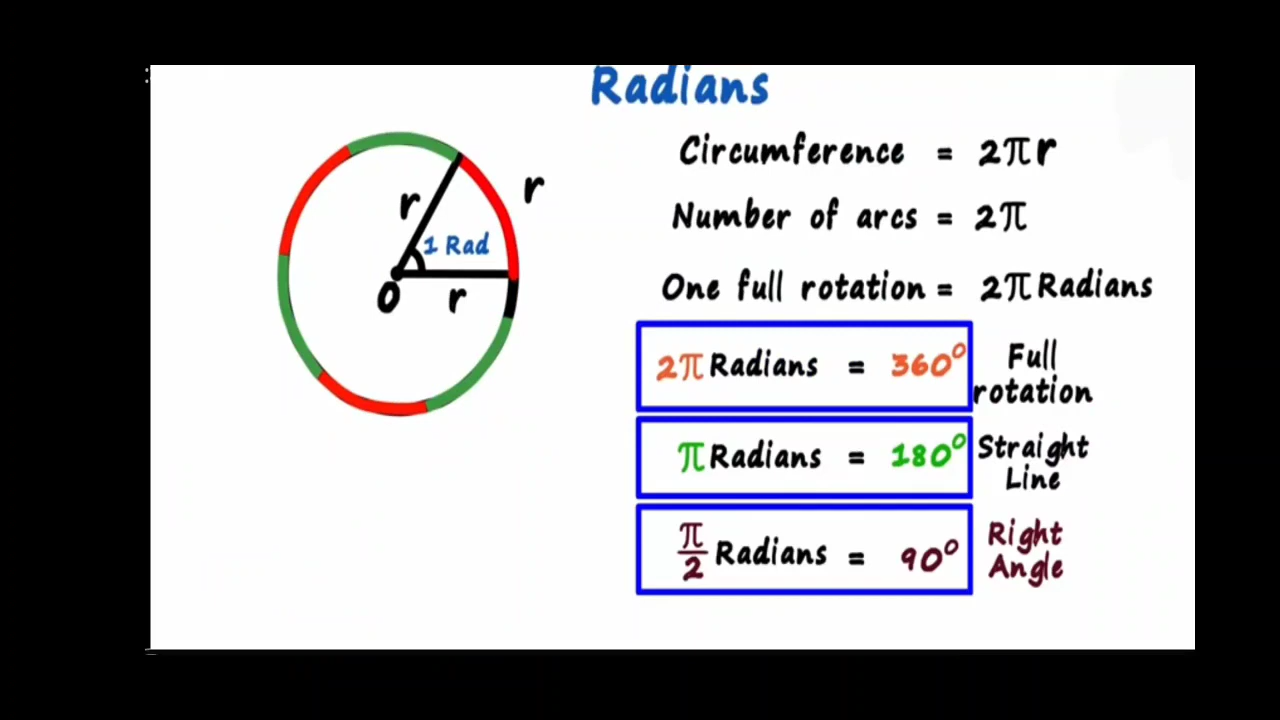 Radians
r
r
1 Rad
O
r
Circumference = 2πr
Number of arcs = 2π
One full rotation = 2π Radians
2π Radians = 360° Full rotation
π Radians = 180° Straight Line
π/2 Radians = 90° Right Angle